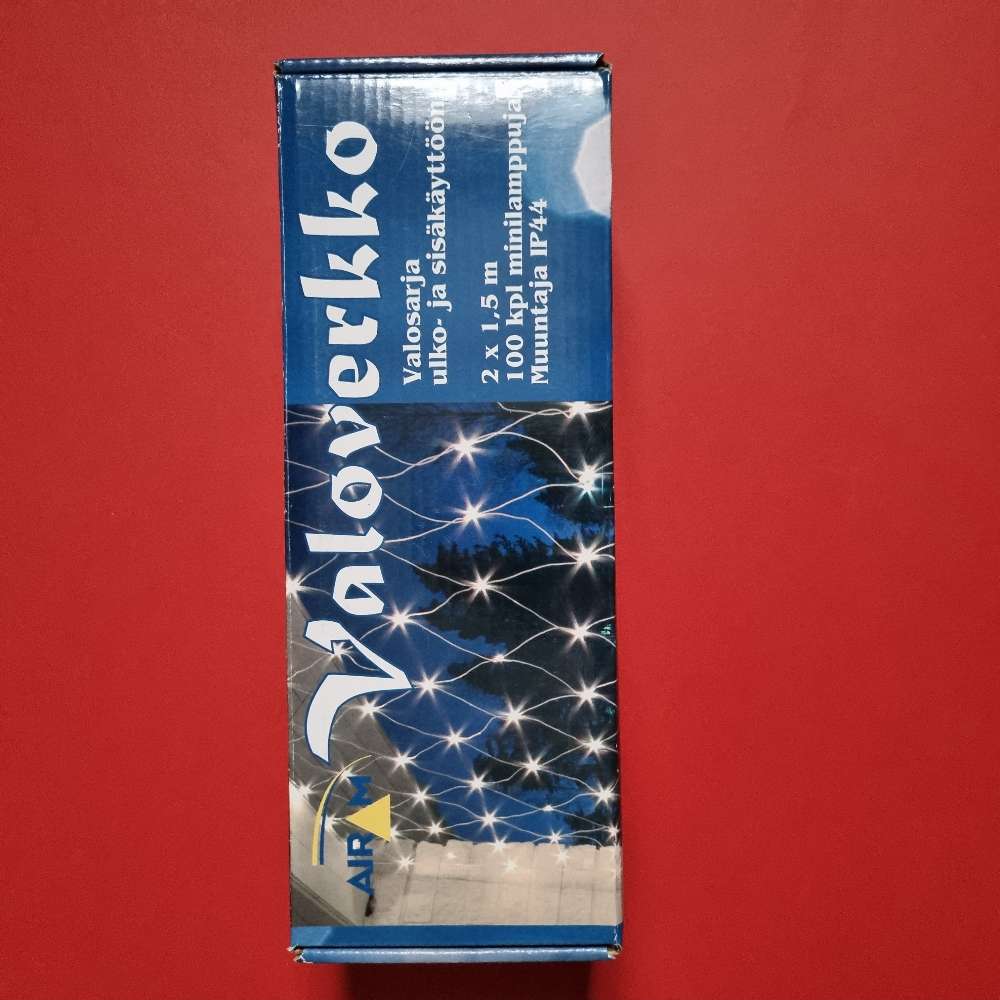 AIRAM
Valoverkko
Valosarja
ulko- ja sisäkäyttöön
2 x 1,5 m
100 kpl minilamppuja
Muuntaja IP44